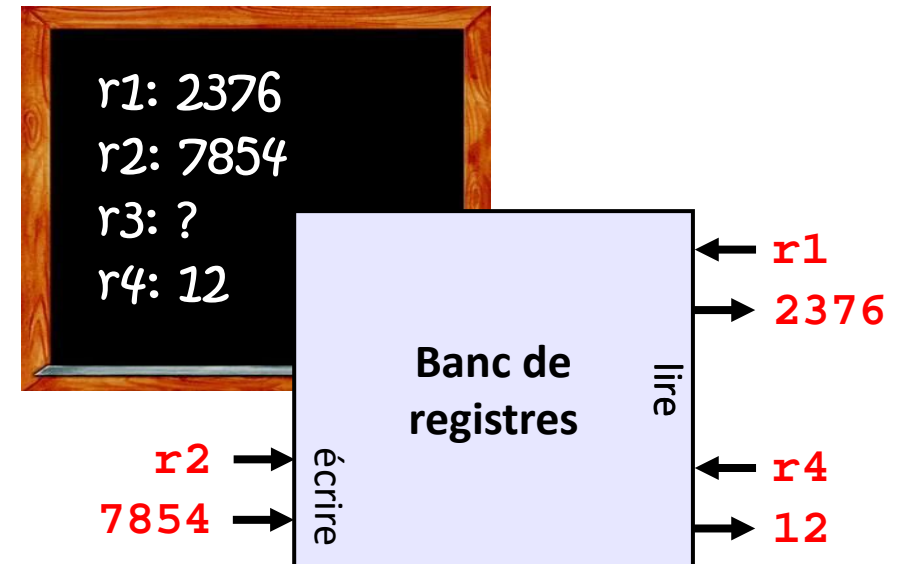 r1: 2376
r2: 7854
r3: ?
r4: 12
Banc de
registres
écrire
lire
r2
7854
r1
2376
r4
12